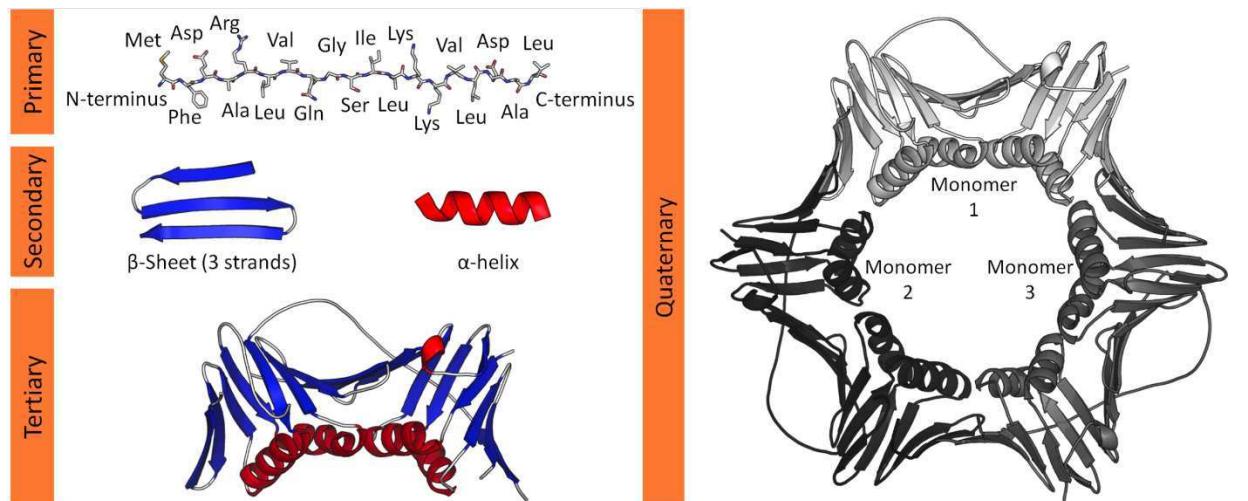 Primary
Met Asp Arg Val Gly Ile Lys Val Asp Leu
N-terminus C-terminus
Phe Ala Leu Gln Ser Leu Lys Leu Ala
Secondary
β-Sheet (3 strands) α-helix
Tertiary
Quaternary
Monomer
1
Monomer
2
Monomer
3